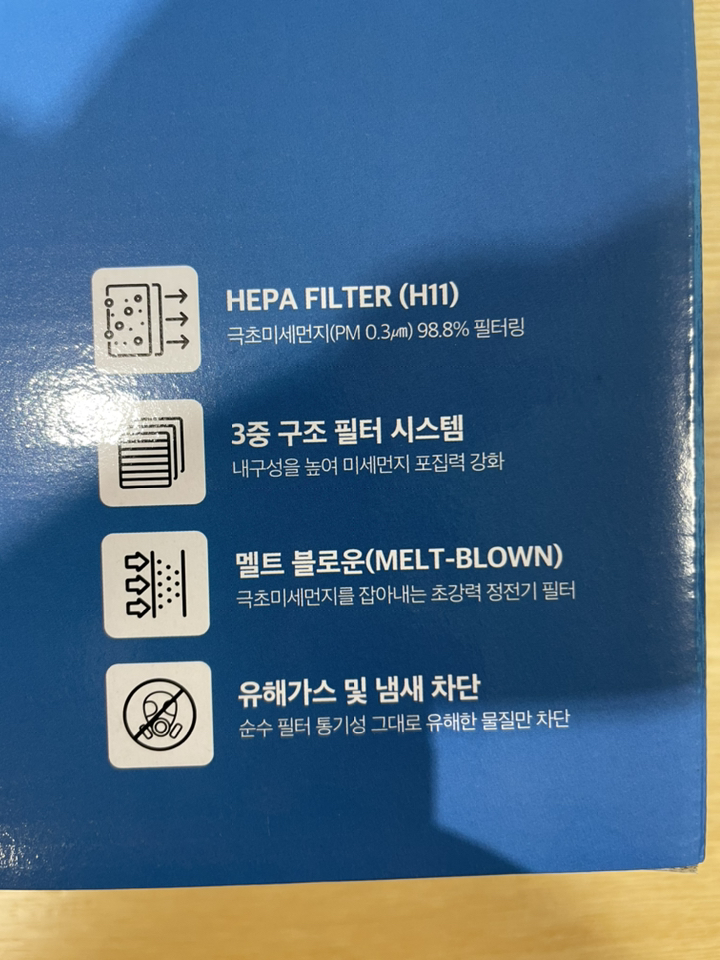 HEPA FILTER (H11)
극초미세먼지(PM 0.3㎛) 98.8% 필터링
3중 구조 필터 시스템
내구성을 높여 미세먼지 포집력 강화
멜트 블로운(MELT-BLOWN)
극초미세먼지를 잡아내는 초강력 정전기 필터
유해가스 및 냄새 차단
순수 필터 통기성 그대로 유해한 물질만 차단